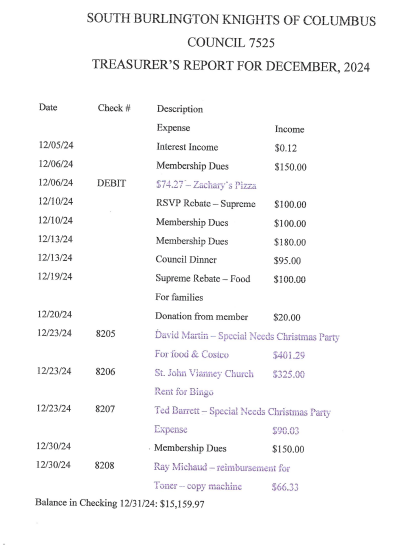 SOUTH BURLINGTON KNIGHTS OF COLUMBUS
COUNCIL 7525
TREASURER'S REPORT FOR DECEMBER, 2024
Date Check # Description
Expense Income
12/05/24 Interest Income $0.12
12/06/24 Membership Dues $150.00
12/06/24 DEBIT $74.27 – Zachary's Pizza
12/10/24 RSVP Rebate – Supreme $100.00
12/10/24 Membership Dues $100.00
12/13/24 Membership Dues $180.00
12/13/24 Council Dinner $95.00
12/19/24 Supreme Rebate – Food $100.00
For families
12/20/24 Donation from member $20.00
12/23/24 8205 David Martin – Special Needs Christmas Party
For food & Costco $401.29
12/23/24 8206 St. John Vianney Church $325.00
Rent for Bingo
12/23/24 8207 Ted Barrett – Special Needs Christmas Party
Expense $90.03
12/30/24 Membership Dues $150.00
12/30/24 8208 Ray Michaud – reimbursement for
Toner – copy machine $66.33
Balance in Checking 12/31/24: $15,159.97